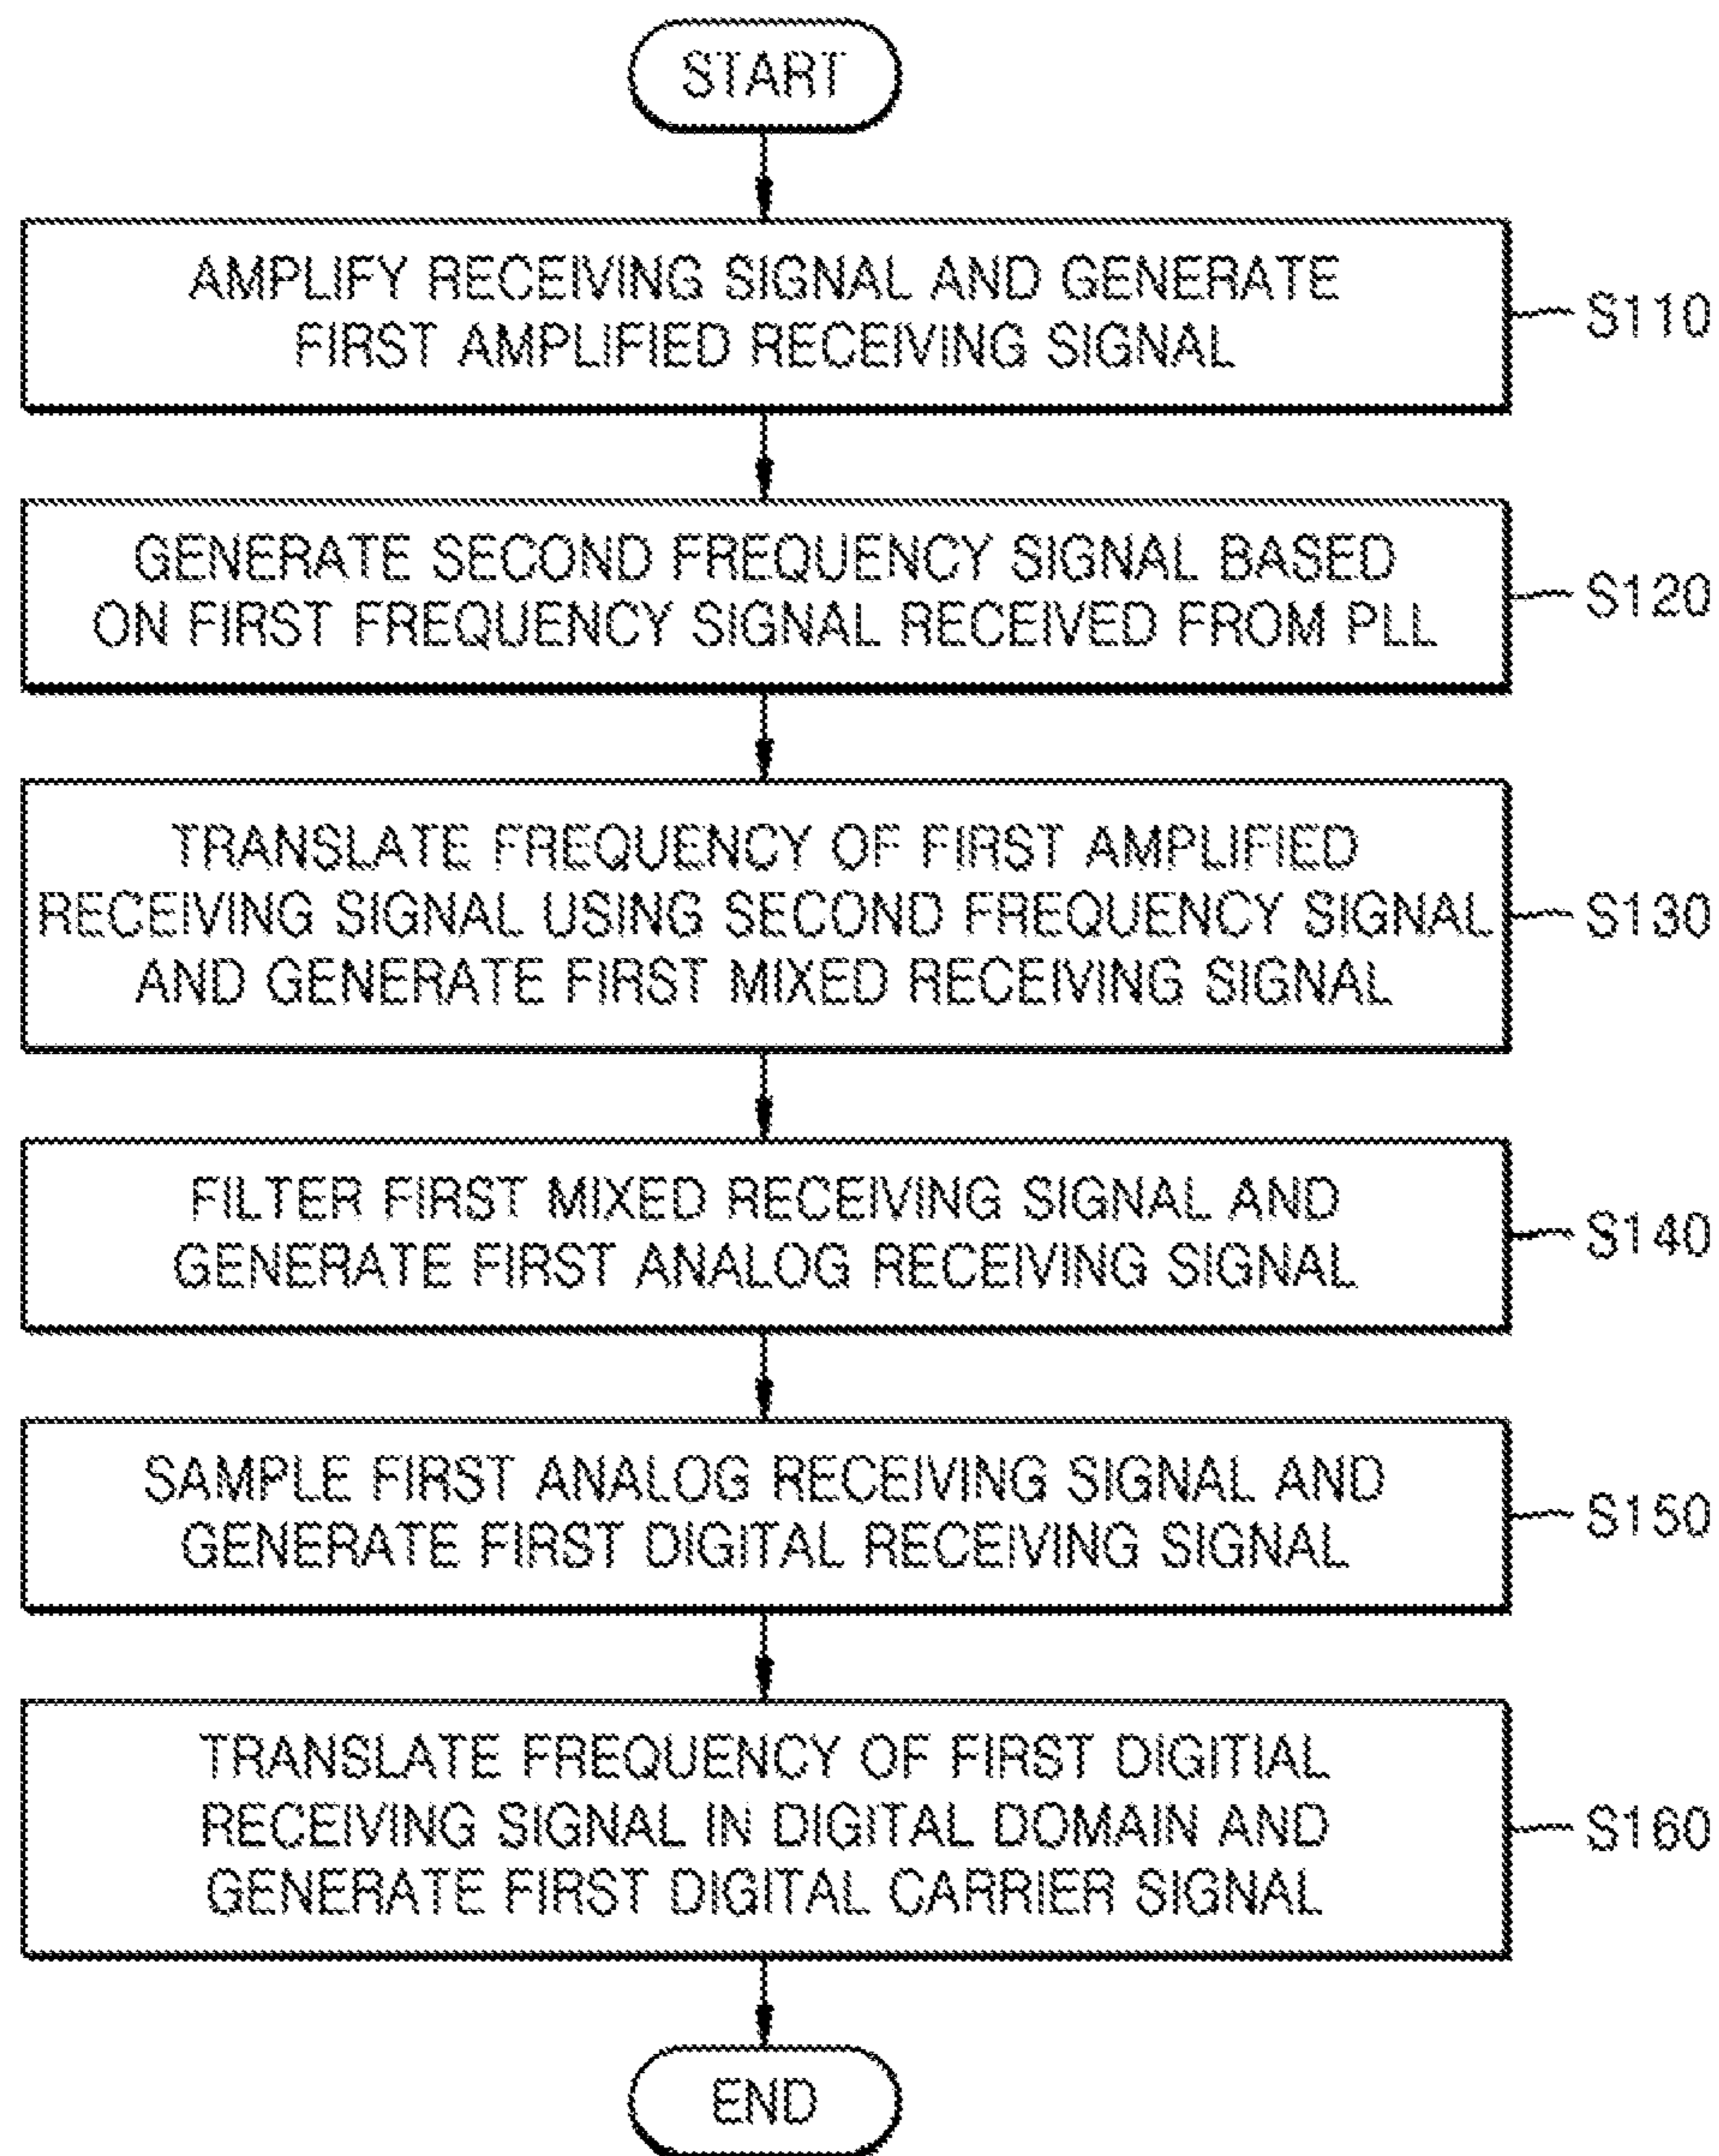 START
AMPLIFY RECEIVING SIGNAL AND GENERATE
FIRST AMPLIFIED RECEIVING SIGNAL
S110
GENERATE SECOND FREQUENCY SIGNAL BASED
ON FIRST FREQUENCY SIGNAL RECEIVED FROM PLL
S120
TRANSLATE FREQUENCY OF FIRST AMPLIFIED
RECEIVING SIGNAL USING SECOND FREQUENCY SIGNAL
AND GENERATE FIRST MIXED RECEIVING SIGNAL
S130
FILTER FIRST MIXED RECEIVING SIGNAL AND
GENERATE FIRST ANALOG RECEIVING SIGNAL
S140
SAMPLE FIRST ANALOG RECEIVING SIGNAL AND
GENERATE FIRST DIGITAL RECEIVING SIGNAL
S150
TRANSLATE FREQUENCY OF FIRST DIGITIAL
RECEIVING SIGNAL IN DIGITAL DOMAIN AND
GENERATE FIRST DIGITAL CARRIER SIGNAL
S160
END